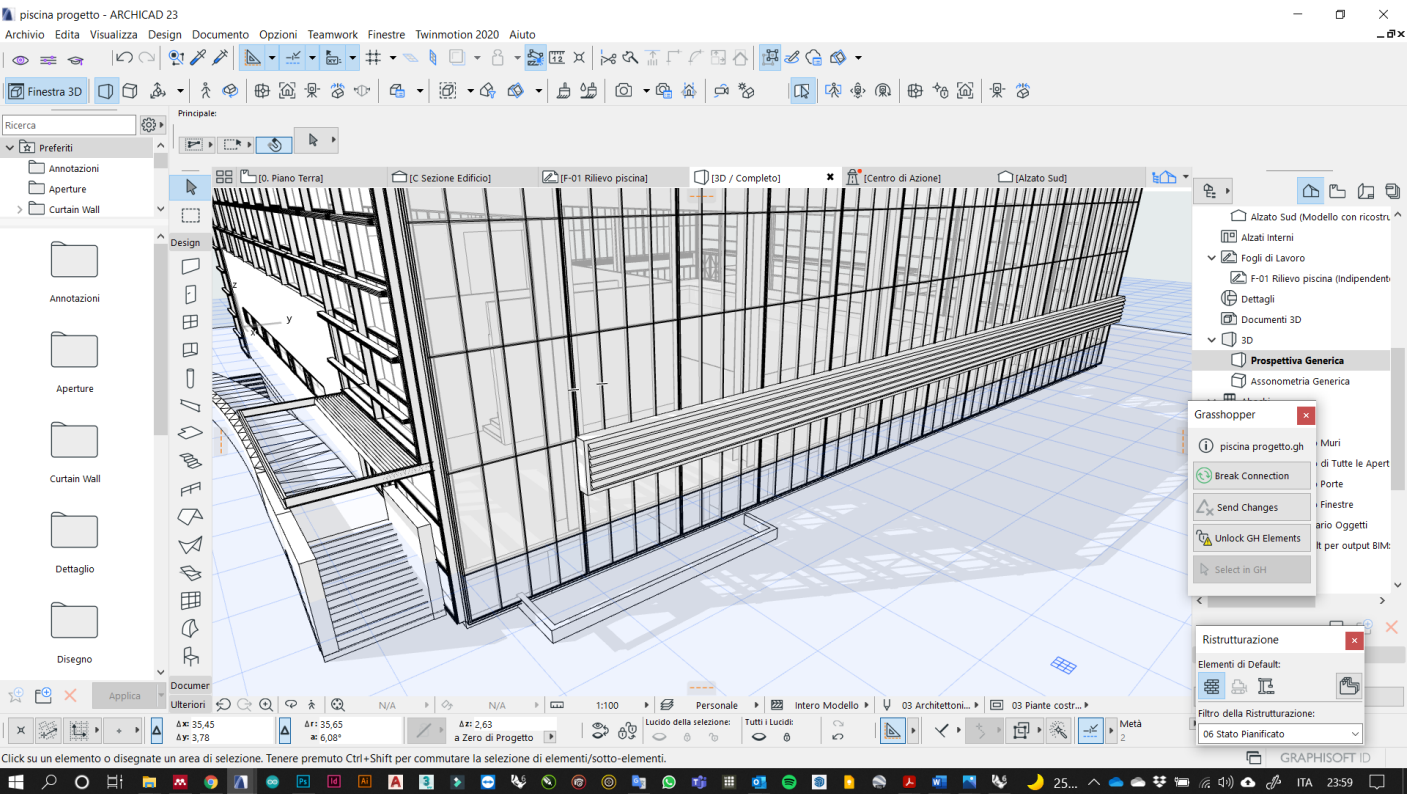 piscina progetto - ARCHICAD 23
Archivio Edita Visualizza Design Documento Opzioni Teamwork Finestre Twinmotion 2020 Aiuto
Finestra 3D
Ricerca
Principale:
Preferiti
Annotazioni
Aperture
Curtain Wall
Annotazioni
Aperture
Curtain Wall
Dettaglio
Disegno
Applica
Design
Documer
Ulteriori
[0. Piano Terra]
[C Sezione Edificio]
[F-01 Rilievo piscina]
[3D / Completo]
[Centro di Azione]
[Alzato Sud]
z
y
x
Alzato Sud (Modello con ricostru
Alzati Interni
Fogli di Lavoro
F-01 Rilievo piscina (Indipendent
Dettagli
Documenti 3D
3D
Prospettiva Generica
Assonometria Generica
Muri
di Tutte le Apert
Porte
Finestre
ario Oggetti
lt per output BIM:
Grasshopper
piscina progetto.gh
Break Connection
Send Changes
Unlock GH Elements
Select in GH
Ristrutturazione
Elementi di Default:
Filtro della Ristrutturazione:
06 Stato Pianificato
N/A
N/A
1:100
Personale
Intero Modello
03 Architettoni...
03 Piante costr...
Δx: 35,45
Δy: 3,78
Δr: 35,65
a: 6,08°
Δz: 2,63
a Zero di Progetto
Lucido della selezione:
Tutti i Lucidi:
Metà
2
Click su un elemento o disegnate un area di selezione. Tenere premuto Ctrl+Shift per commutare la selezione di elementi/sotto-elementi.
GRAPHISOFT ID
25...
ITA
23:59